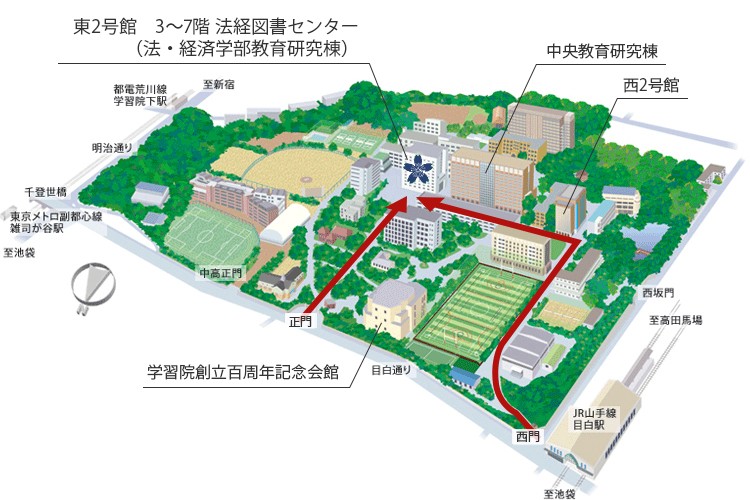 東2号館　3～7階 法経図書センター
（法・経済学部教育研究棟）
中央教育研究棟
西2号館
都電荒川線
学習院下駅
至新宿
明治通り
千登世橋
東京メトロ副都心線
雑司が谷駅
至池袋
中高正門
正門
学習院創立百周年記念会館
目白通り
西坂門
至高田馬場
JR山手線
目白駅
西門
至池袋